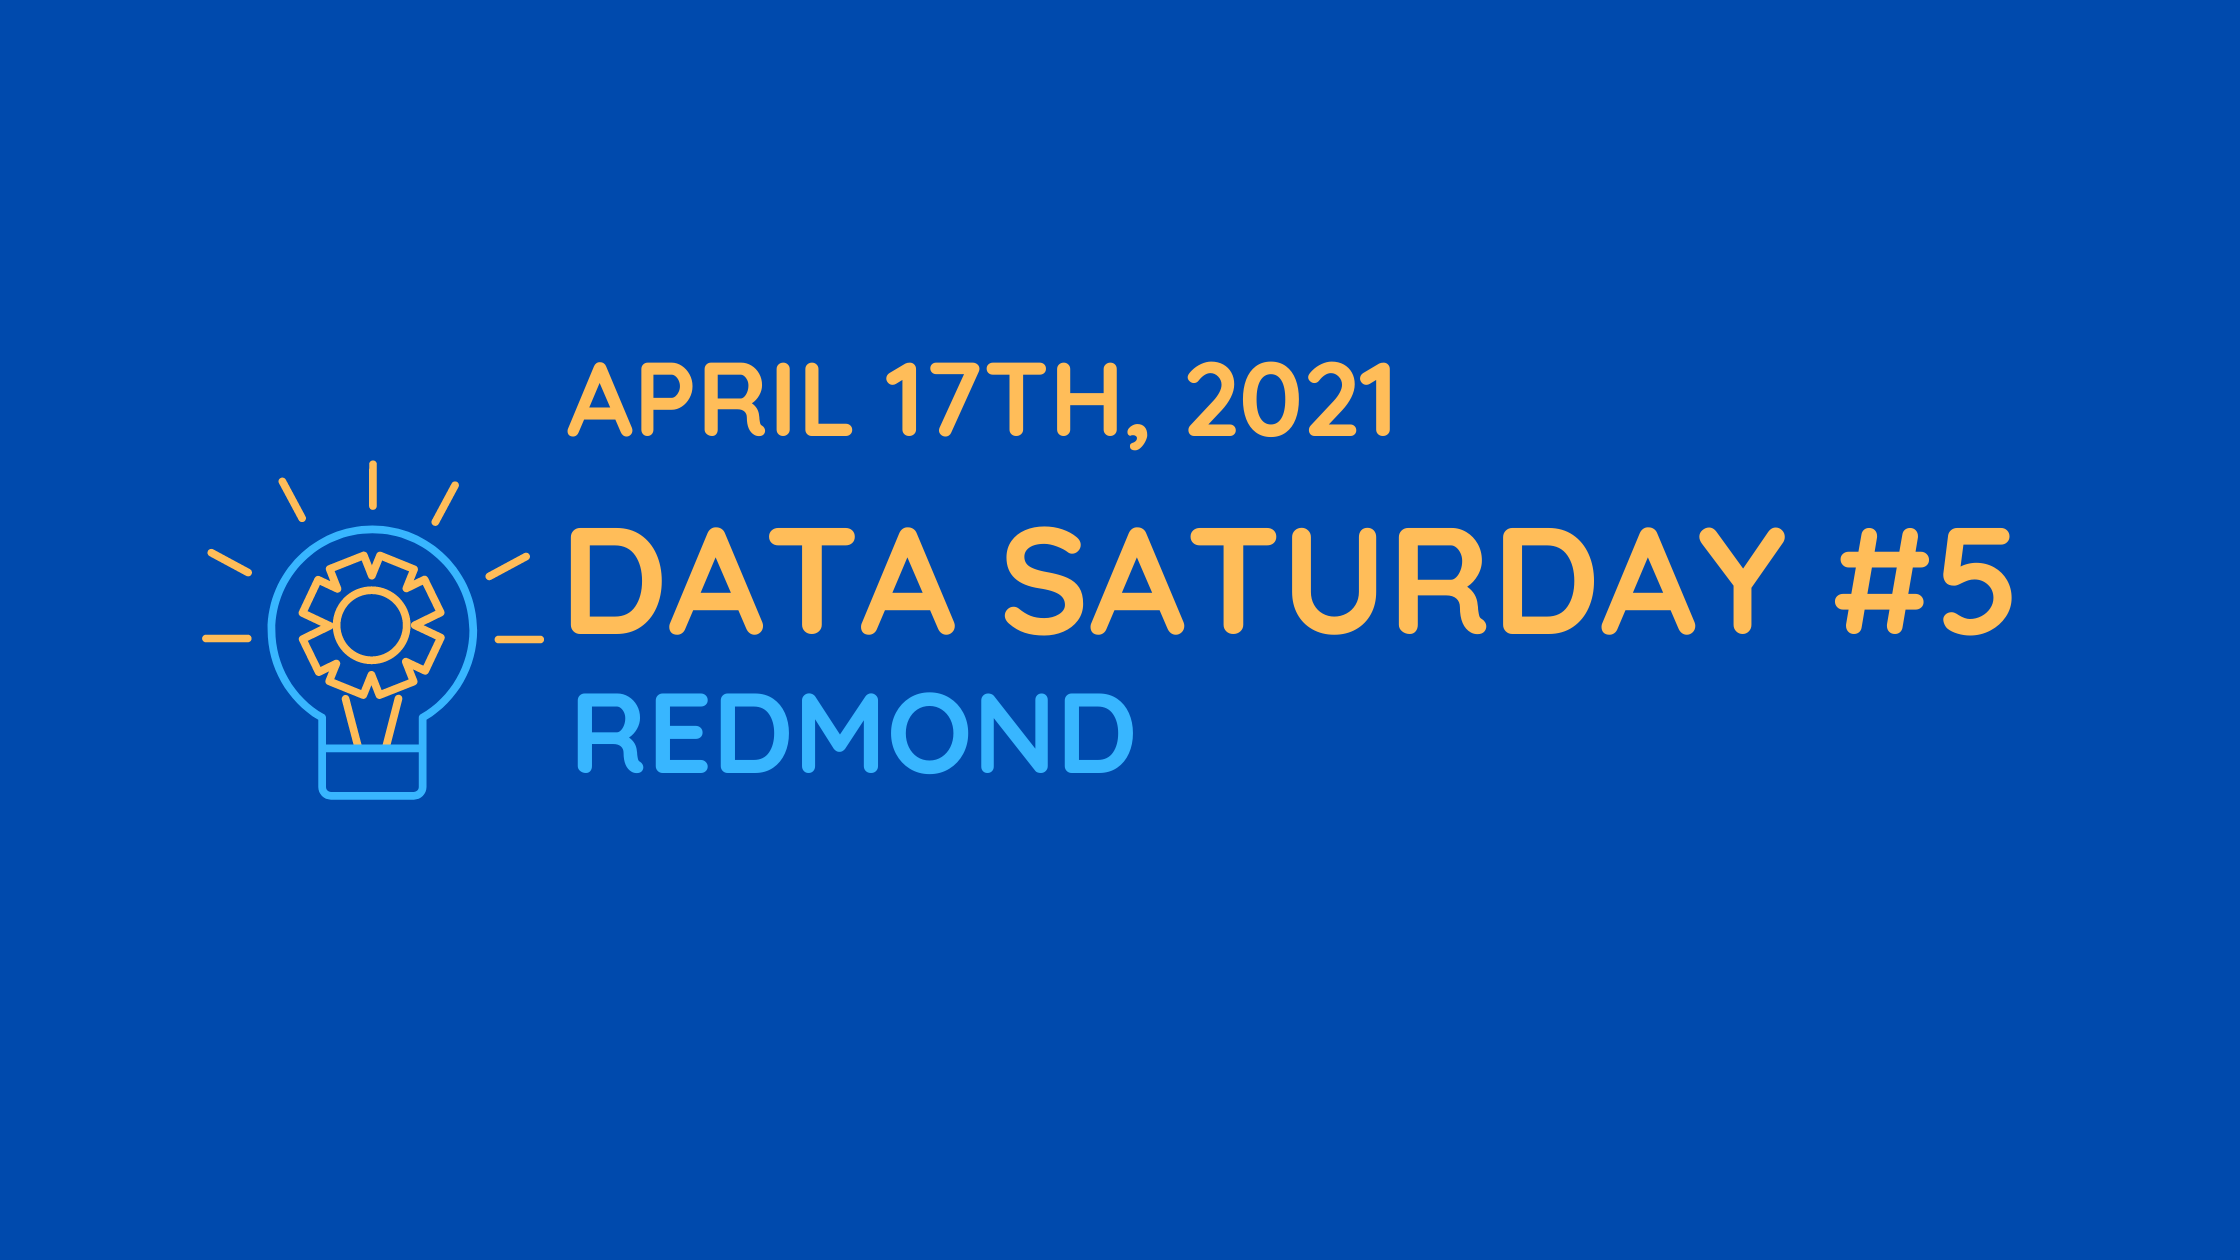 APRIL 17TH, 2021
DATA SATURDAY #5
REDMOND